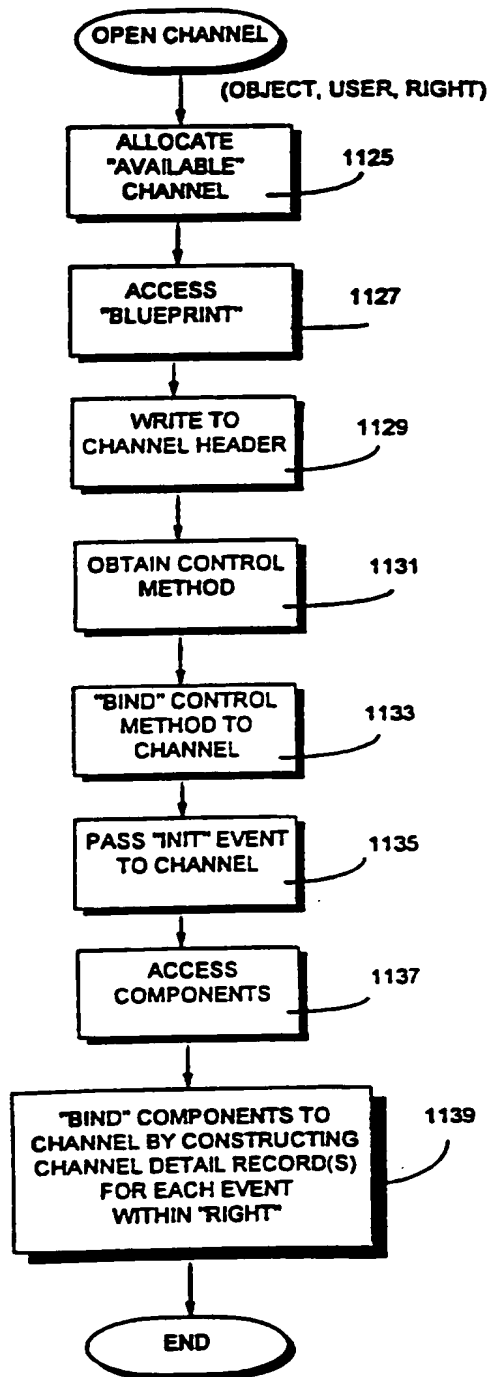 OPEN CHANNEL
(OBJECT, USER, RIGHT)
ALLOCATE
"AVAILABLE"
CHANNEL
1125
ACCESS
"BLUEPRINT"
1127
WRITE TO
CHANNEL HEADER
1129
OBTAIN CONTROL
METHOD
1131
"BIND" CONTROL
METHOD TO
CHANNEL
1133
PASS "INIT" EVENT
TO CHANNEL
1135
ACCESS
COMPONENTS
1137
"BIND" COMPONENTS TO
CHANNEL BY CONSTRUCTING
CHANNEL DETAIL RECORD(S)
FOR EACH EVENT
WITHIN "RIGHT"
1139
END